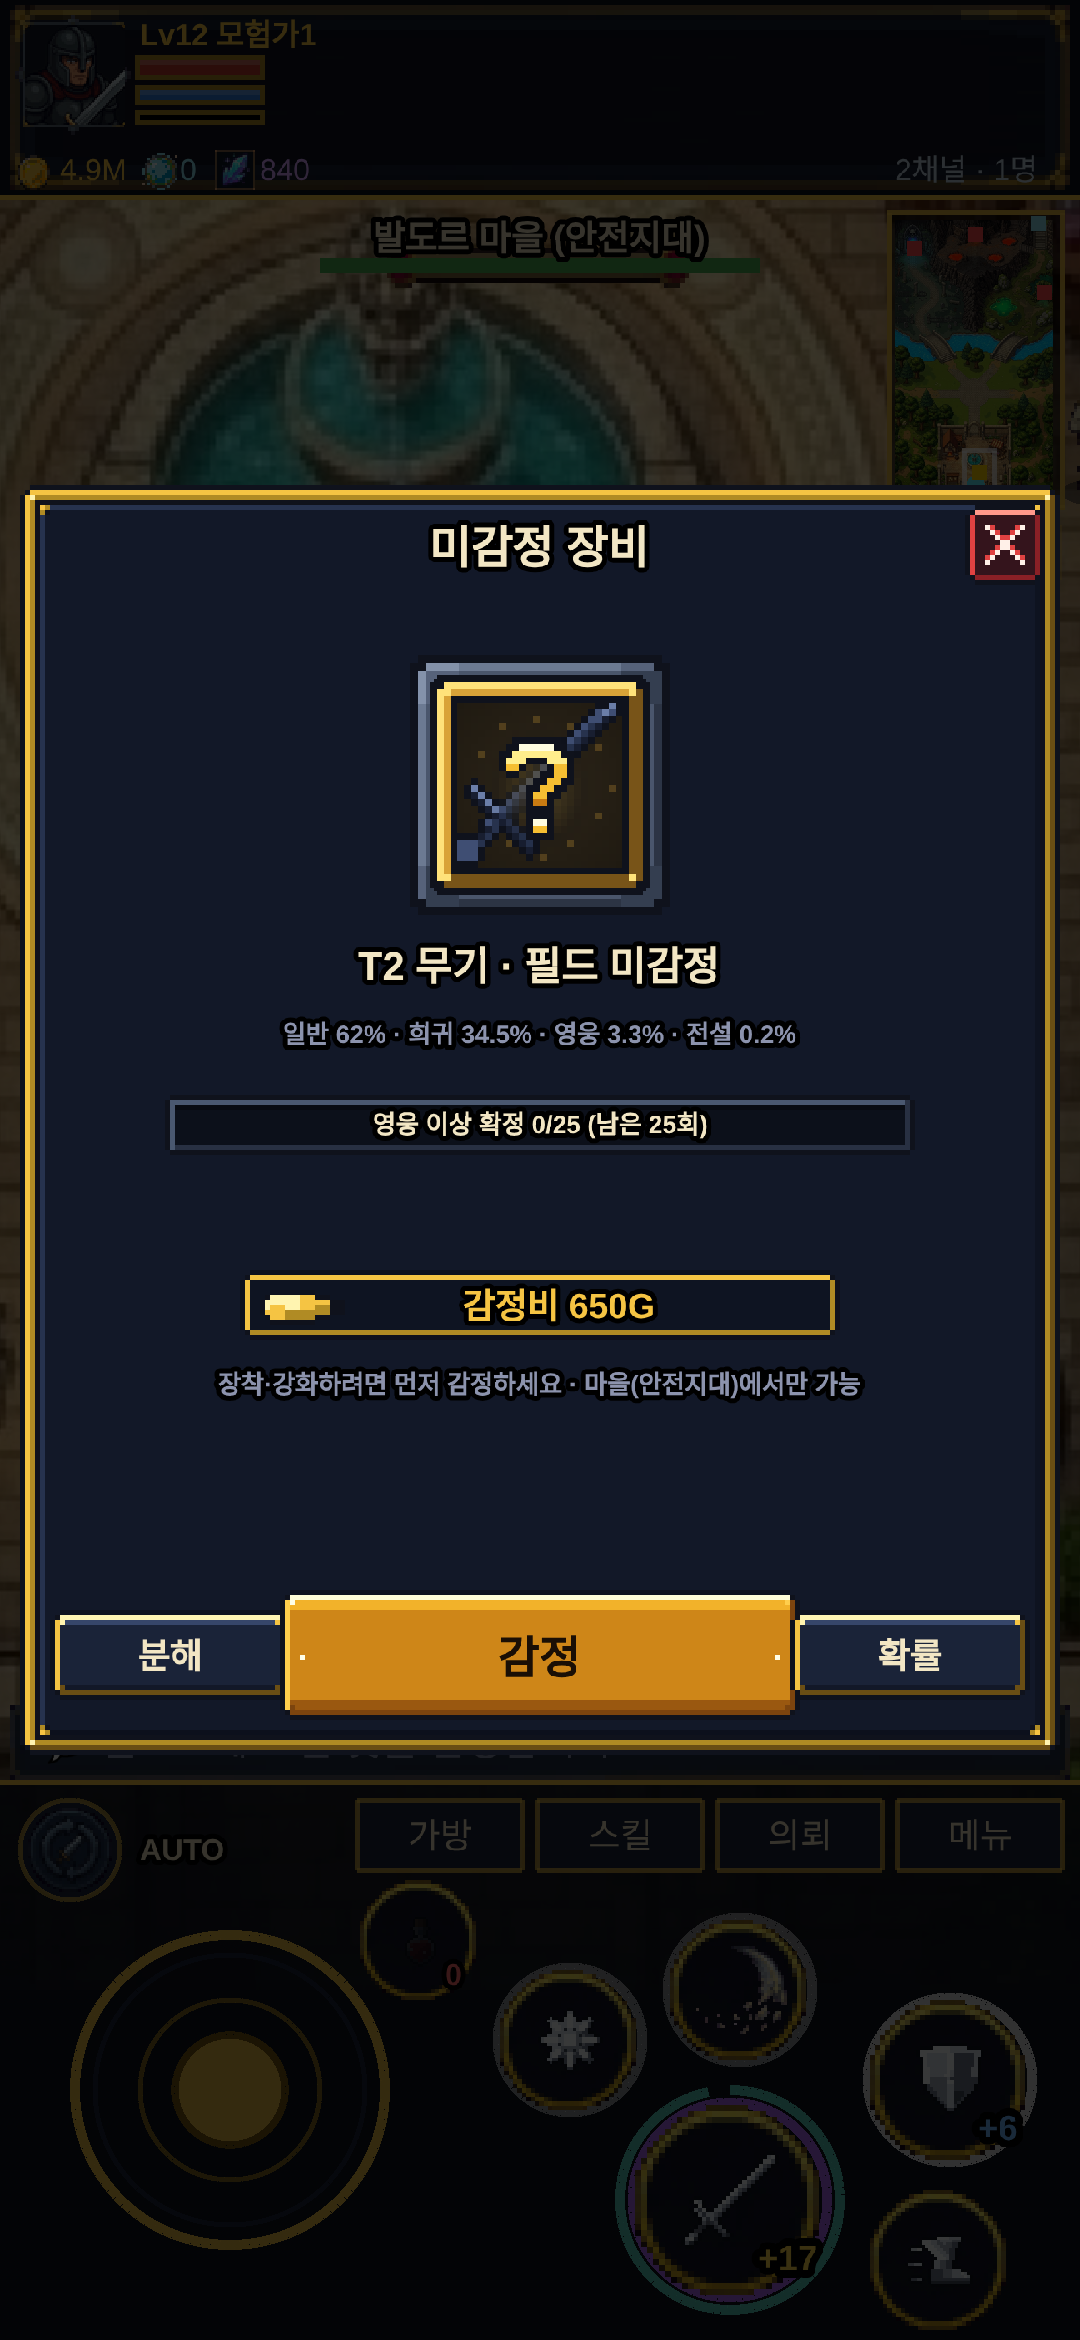 Lv12 모험가1
4.9M 0 840 2채널 · 1명
발도르 마을 (안전지대)
미감정 장비
?
T2 무기 · 필드 미감정
일반 62% · 희귀 34.5% · 영웅 3.3% · 전설 0.2%
영웅 이상 확정 0/25 (남은 25회)
감정비 650G
장착·강화하려면 먼저 감정하세요 · 마을(안전지대)에서만 가능
분해 감정 확률
AUTO 가방 스킬 의뢰 메뉴
0
+6
+17